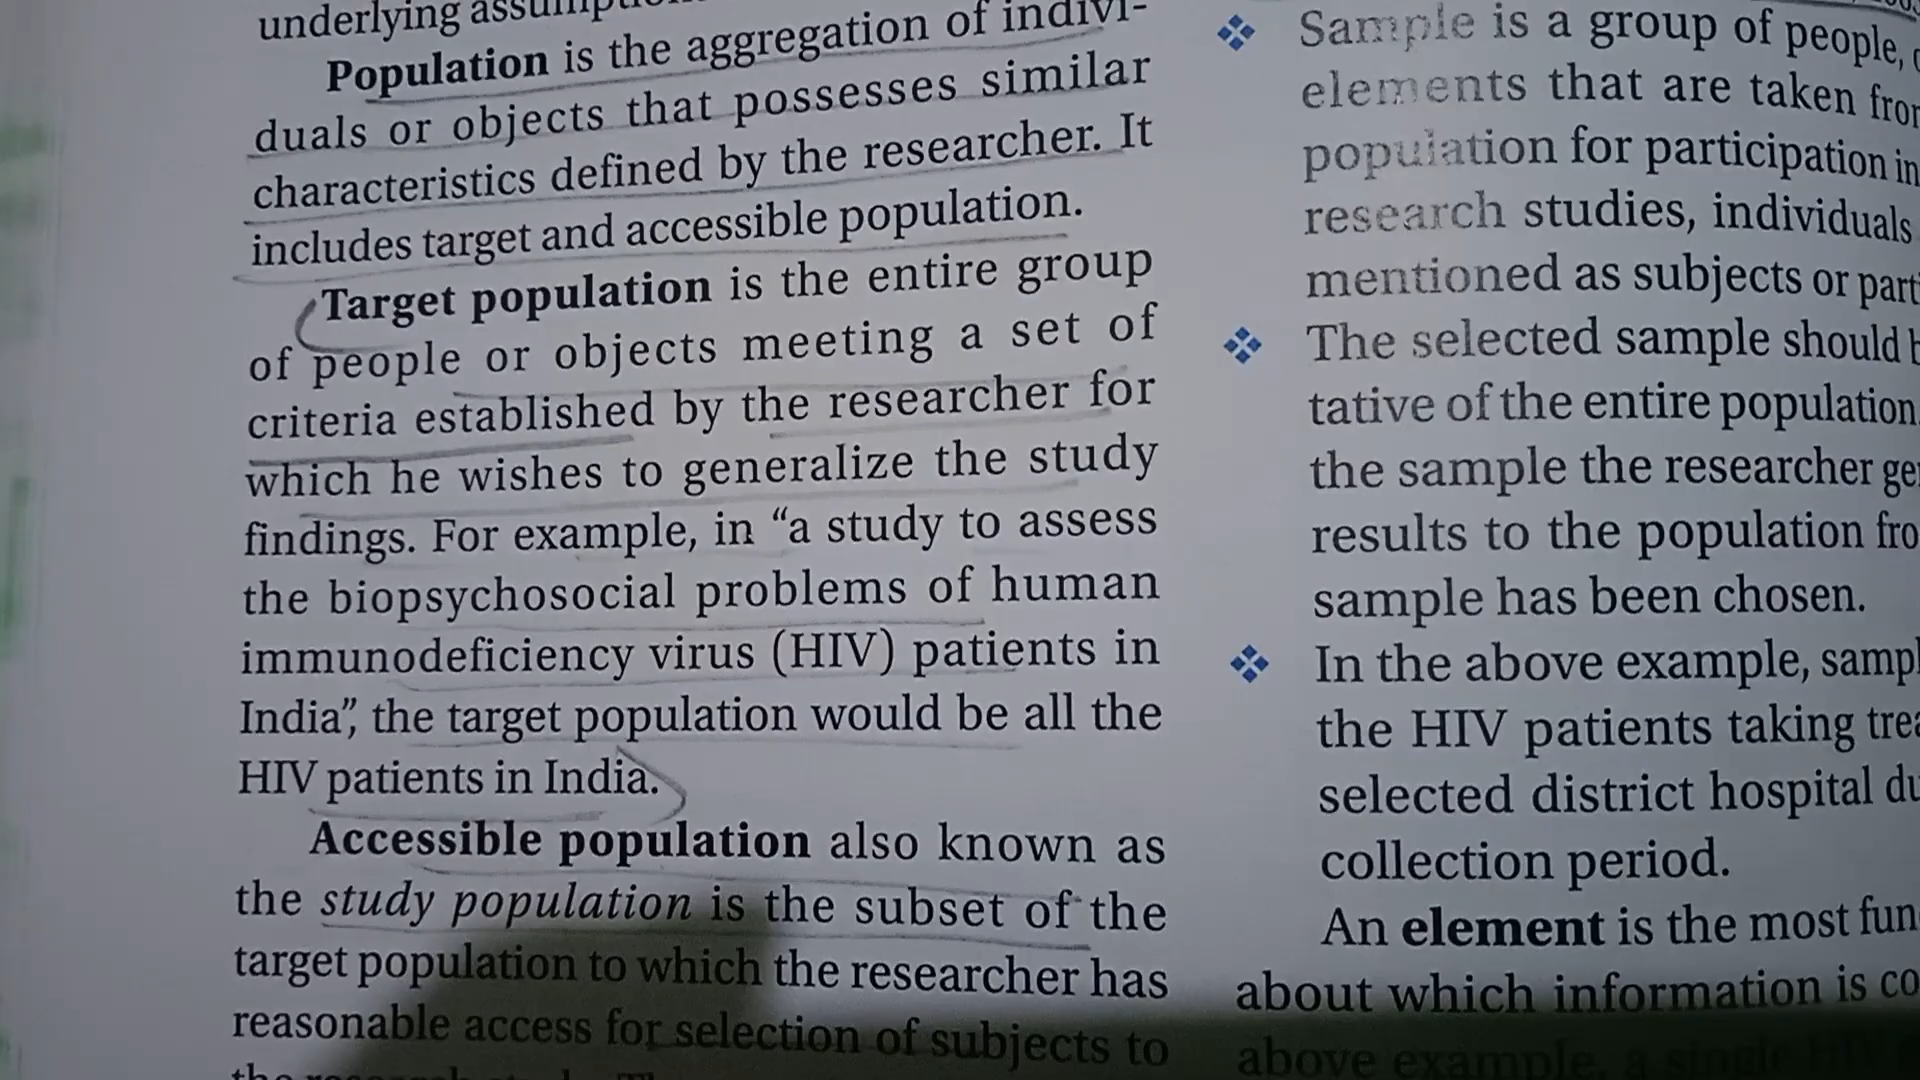 underlying
Population is the aggregation of indivi-
duals or objects that possesses similar
characteristics defined by the researcher. It
includes target and accessible population.
Target population is the entire group
of people or objects meeting a set of
criteria established by the researcher for
which he wishes to generalize the study
findings. For example, in “a study to assess
the biopsychosocial problems of human
immunodeficiency virus (HIV) patients in
India”, the target population would be all the
HIV patients in India.
Accessible population also known as
the study population is the subset of the
target population to which the researcher has
reasonable access for selection of subjects to
❖ Sample is a group of people,
elements that are taken
population for participation in
research studies, individuals
mentioned as subjects or
❖ The selected sample should
tative of the entire population
the sample the researcher
results to the population
sample has been chosen.
❖ In the above example,
the HIV patients taking
selected district hospital
collection period.
An element is the most
about which information is
above example, a single